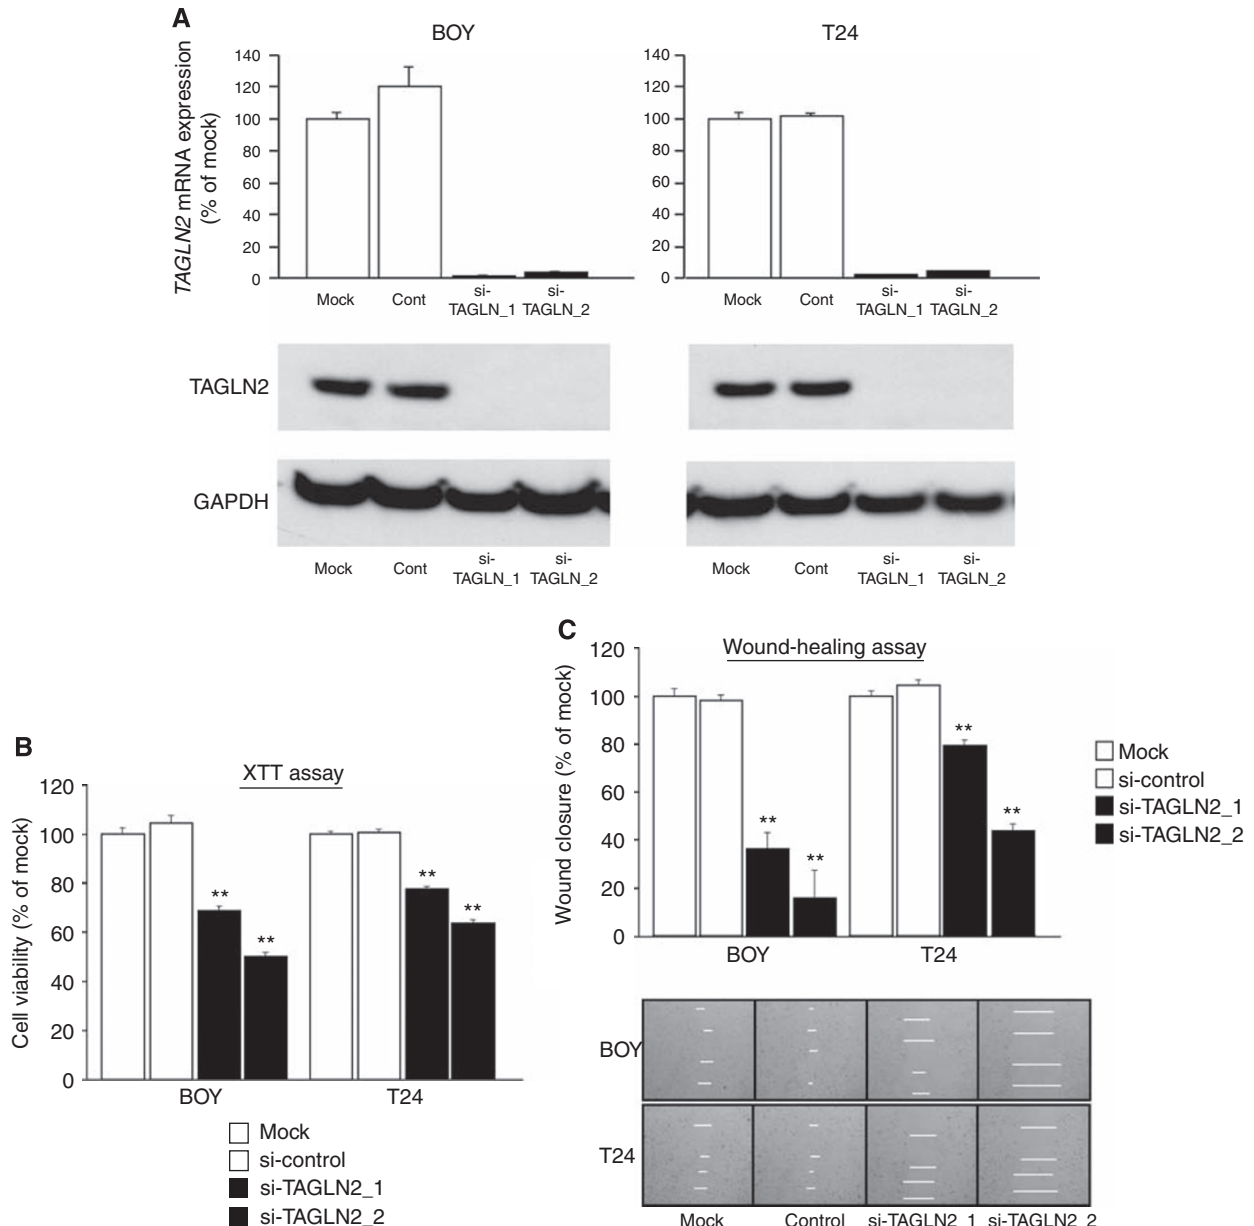 A
BOY
T24
TAGLN2 mRNA expression
(% of mock)
140
120
100
80
60
40
20
0
140
120
100
80
60
40
20
0
Mock
Cont
si-
TAGLN_1
si-
TAGLN_2
Mock
Cont
si-
TAGLN_1
si-
TAGLN_2
TAGLN2
GAPDH
Mock
Cont
si-
TAGLN_1
si-
TAGLN_2
Mock
Cont
si-
TAGLN_1
si-
TAGLN_2
B
XTT assay
Cell viability (% of mock)
120
100
80
60
40
20
0
**
**
**
**
BOY
T24
Mock
si-control
si-TAGLN2_1
si-TAGLN2_2
C
Wound-healing assay
Wound closure (% of mock)
120
100
80
60
40
20
0
**
**
**
**
BOY
T24
Mock
si-control
si-TAGLN2_1
si-TAGLN2_2
BOY
T24
Mock
Control
si-TAGLN2_1
si-TAGLN2_2